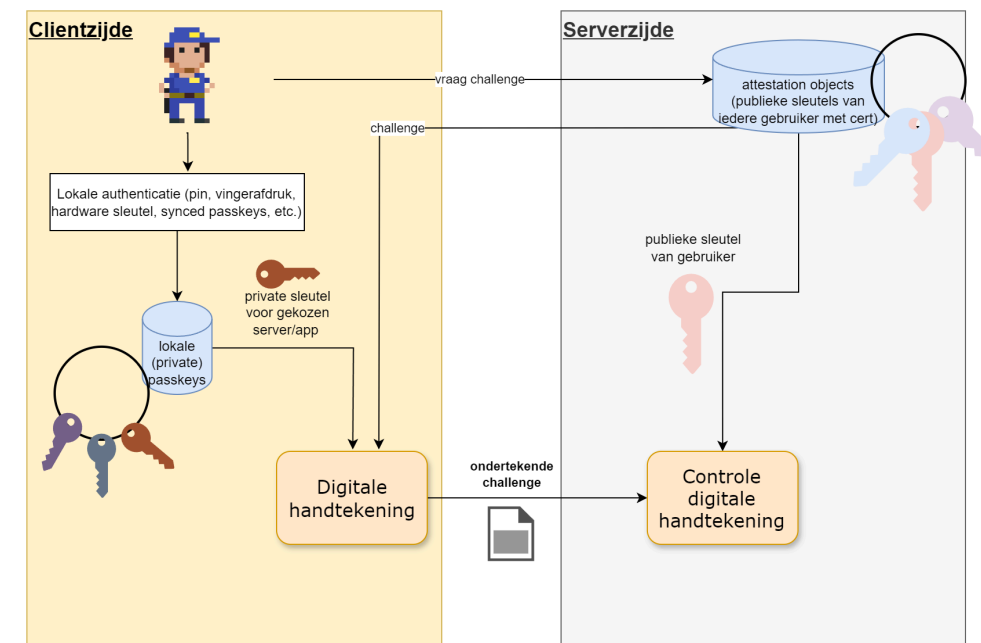 Clientzijde
Serverzijde
vraag challenge
attestation objects
(publieke sleutels van
iedere gebruiker met cert)
challenge
Lokale authenticatie (pin, vingerafdruk,
hardware sleutel, synced passkeys, etc.)
publieke sleutel
van gebruiker
private sleutel
voor gekozen
server/app
lokale
(private)
passkeys
Digitale
handtekening
ondertekende
challenge
Controle
digitale
handtekening